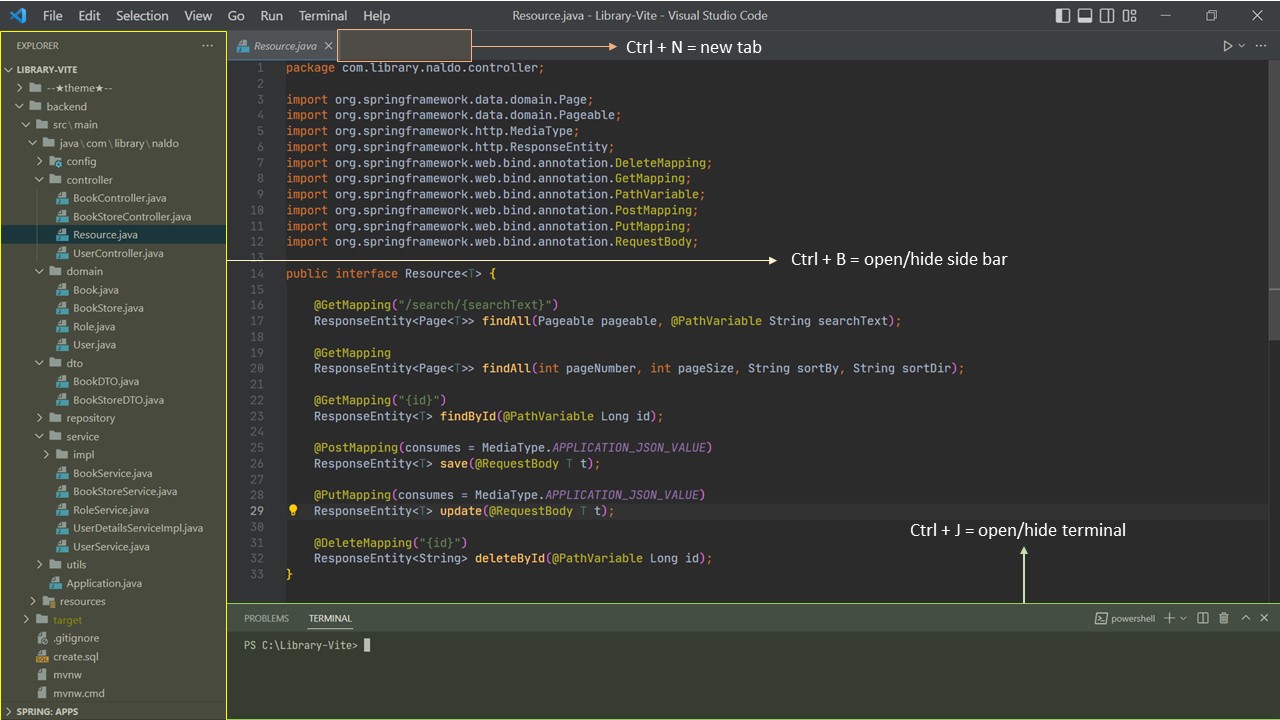 File Edit Selection View Go Run Terminal Help
Resource.java - Library-Vite - Visual Studio Code
EXPLORER
LIBRARY-VITE
--★theme★--
backend
src\main
java\com\library\naldo
config
controller
BookController.java
BookStoreController.java
Resource.java
UserController.java
domain
Book.java
BookStore.java
Role.java
User.java
dto
BookDTO.java
BookStoreDTO.java
repository
service
impl
BookService.java
BookStoreService.java
RoleService.java
UserDetailsServiceImpl.java
UserService.java
utils
Application.java
resources
target
.gitignore
create.sql
mvnw
mvnw.cmd
SPRING: APPS
Resource.java
Ctrl + N = new tab
1 package com.library.naldo.controller;
2
3 import org.springframework.data.domain.Page;
4 import org.springframework.data.domain.Pageable;
5 import org.springframework.http.MediaType;
6 import org.springframework.http.ResponseEntity;
7 import org.springframework.web.bind.annotation.DeleteMapping;
8 import org.springframework.web.bind.annotation.GetMapping;
9 import org.springframework.web.bind.annotation.PathVariable;
10 import org.springframework.web.bind.annotation.PostMapping;
11 import org.springframework.web.bind.annotation.PutMapping;
12 import org.springframework.web.bind.annotation.RequestBody;
13
Ctrl + B = open/hide side bar
14 public interface Resource<T> {
15
16 @GetMapping("/search/{searchText}")
17 ResponseEntity<Page<T>> findAll(Pageable pageable, @PathVariable String searchText);
18
19 @GetMapping
20 ResponseEntity<Page<T>> findAll(int pageNumber, int pageSize, String sortBy, String sortDir);
21
22 @GetMapping("{id}")
23 ResponseEntity<T> findById(@PathVariable Long id);
24
25 @PostMapping(consumes = MediaType.APPLICATION_JSON_VALUE)
26 ResponseEntity<T> save(@RequestBody T t);
27
28 @PutMapping(consumes = MediaType.APPLICATION_JSON_VALUE)
29 ResponseEntity<T> update(@RequestBody T t);
30
Ctrl + J = open/hide terminal
31 @DeleteMapping("{id}")
32 ResponseEntity<String> deleteById(@PathVariable Long id);
33 }
PROBLEMS TERMINAL
powershell
PS C:\Library-Vite>